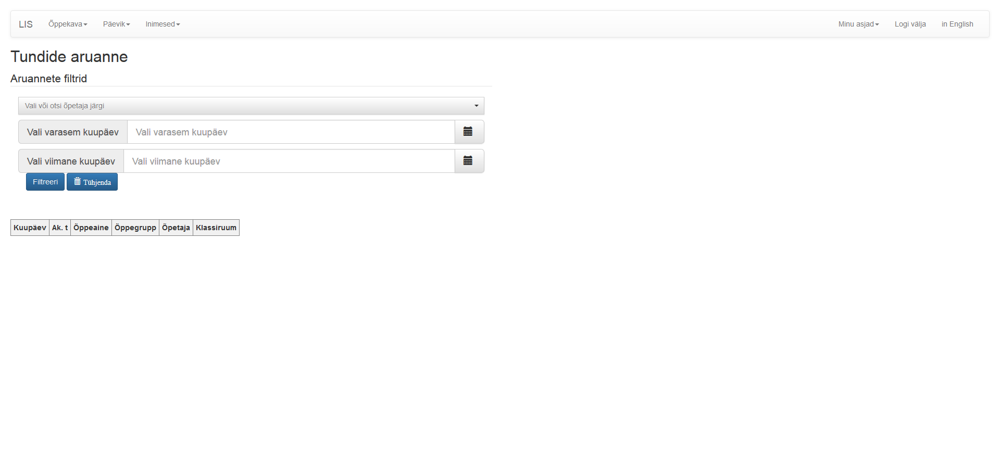 LIS Õppekava Päevik Inimesed Minu asjad Logi välja in English
Tundide aruanne
Aruannete filtrid
Vali või otsi õpetaja järgi
Vali varasem kuupäev Vali varasem kuupäev
Vali viimane kuupäev Vali viimane kuupäev
Filtreeri Tühjenda
Kuupäev Ak. t Õppeaine Õppegrupp Õpetaja Klassiruum